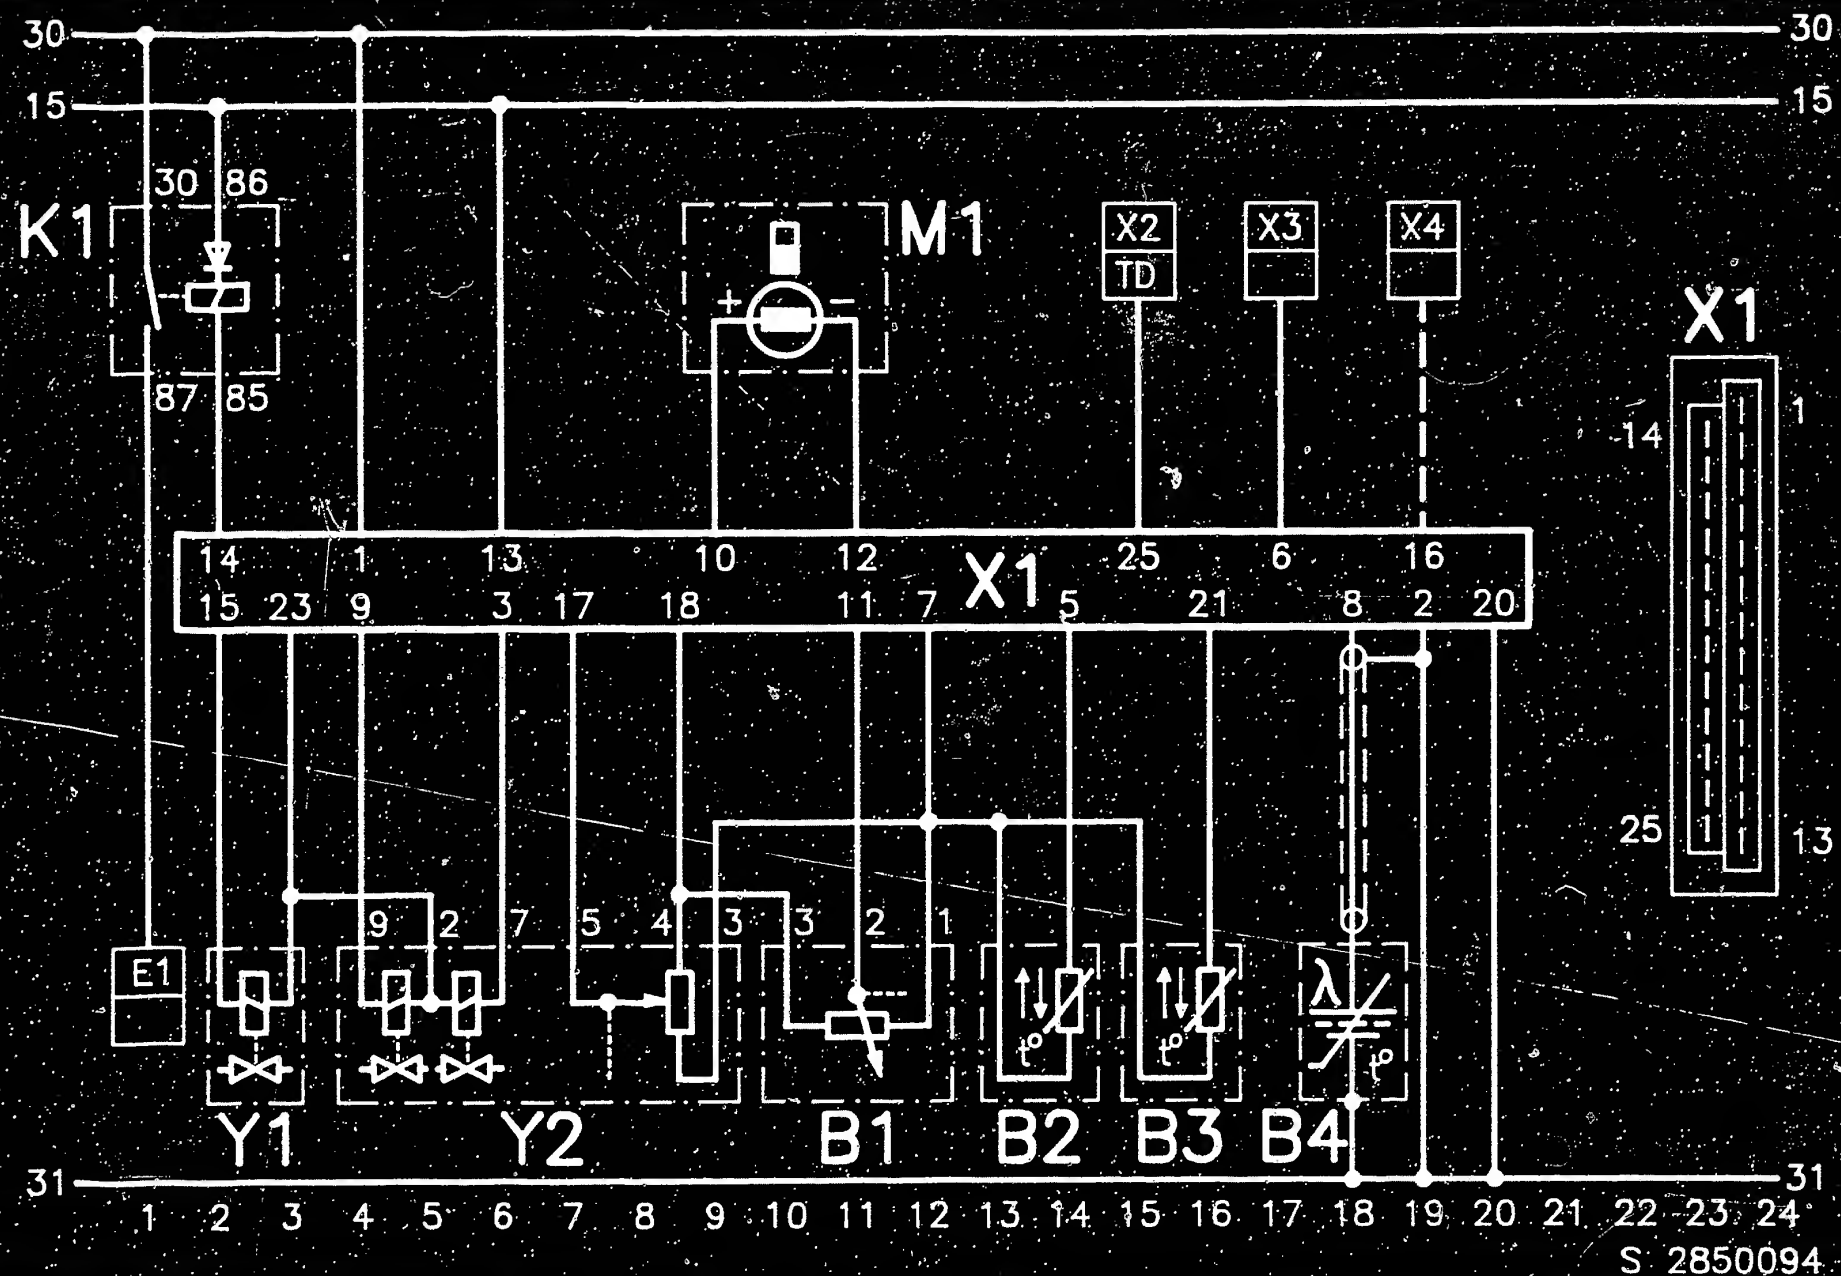 30 30
15 15
30 86
K1 M1 X2 X3 X4
TD
+ −
X1
87 85
1
14
14 1 13 10 12 25 6 16
X1
15 23 9 3 17 18 11 7 5 21 8 2 20
25 13
9 2 7 5 4 3 3 2 1
E1 λ
t° t° t°
Y1 Y2 B1 B2 B3 B4
31 31
1 2 3 4 5 6 7 8 9 10 11 12 13 14 15 16 17 18 19 20 21 22 23 24
S 2850094